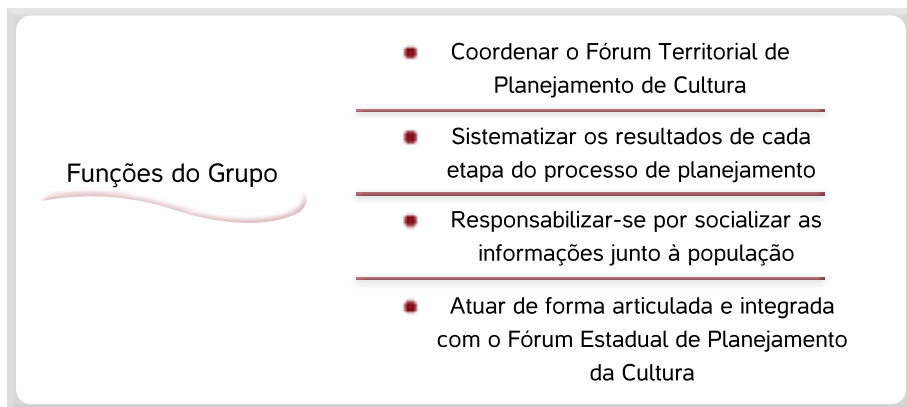 Funções do Grupo
Coordenar o Fórum Territorial de
Planejamento de Cultura
Sistematizar os resultados de cada
etapa do processo de planejamento
Responsabilizar-se por socializar as
informações junto à população
Atuar de forma articulada e integrada
com o Fórum Estadual de Planejamento
da Cultura